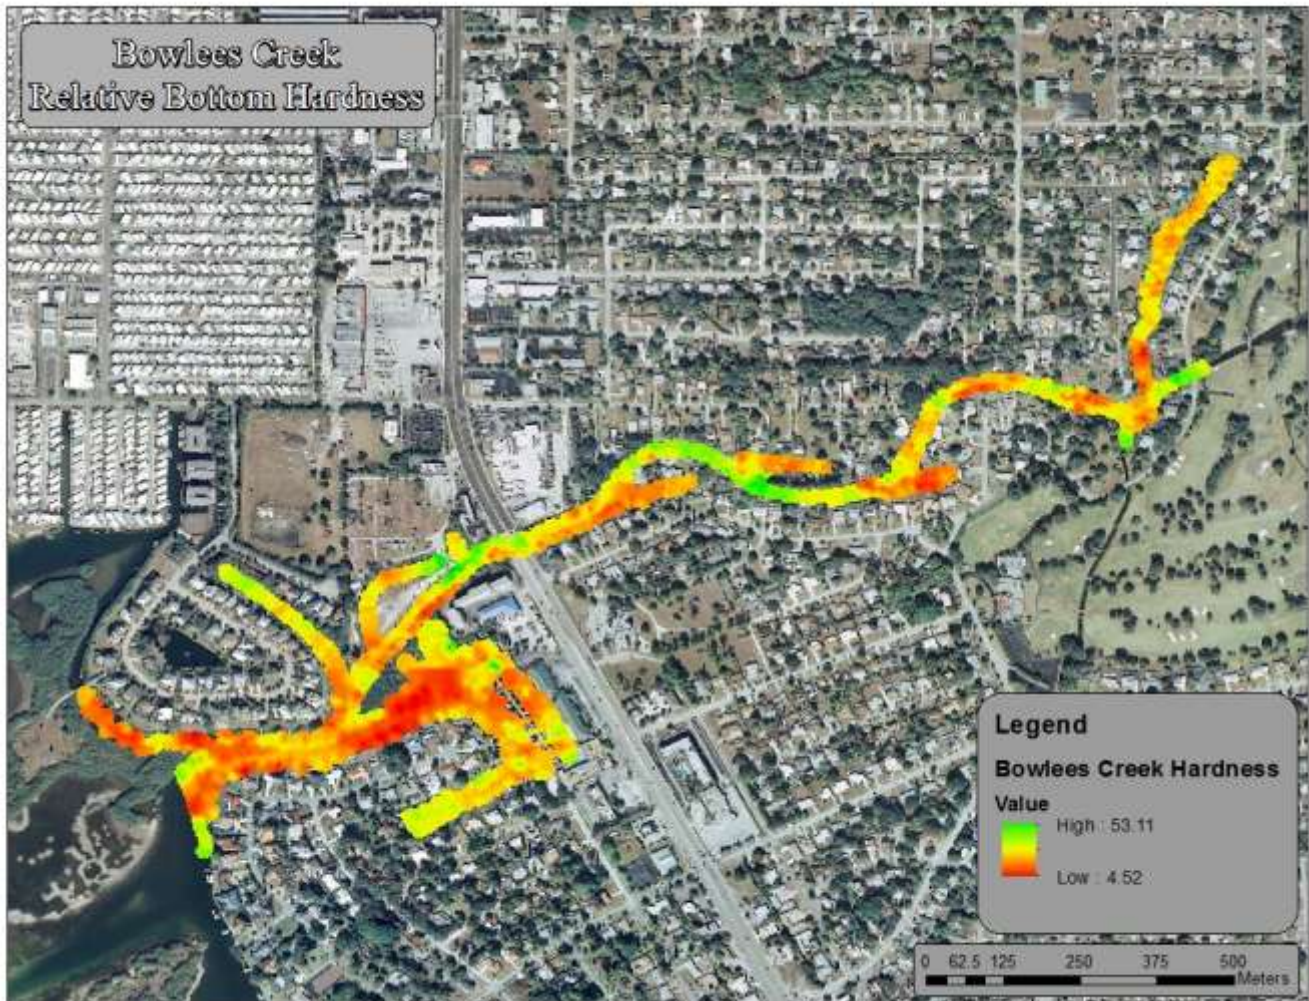 Bowlees Creek
Relative Bottom Hardness
Legend
Bowlees Creek Hardness
Value
High : 53.11
Low : 4.52
0 62.5 125 250 375 500
Meters